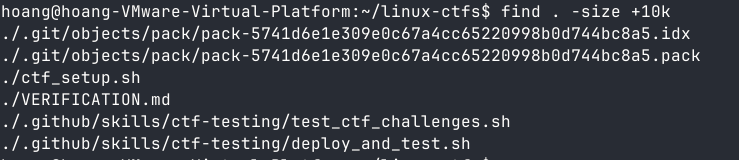 hoang@hoang-VMware-Virtual-Platform:~/linux-ctfs$ find . -size +10k
./.git/objects/pack/pack-5741d6e1e309e0c67a4cc65220998b0d744bc8a5.idx
./.git/objects/pack/pack-5741d6e1e309e0c67a4cc65220998b0d744bc8a5.pack
./ctf_setup.sh
./VERIFICATION.md
./.github/skills/ctf-testing/test_ctf_challenges.sh
./.github/skills/ctf-testing/deploy_and_test.sh